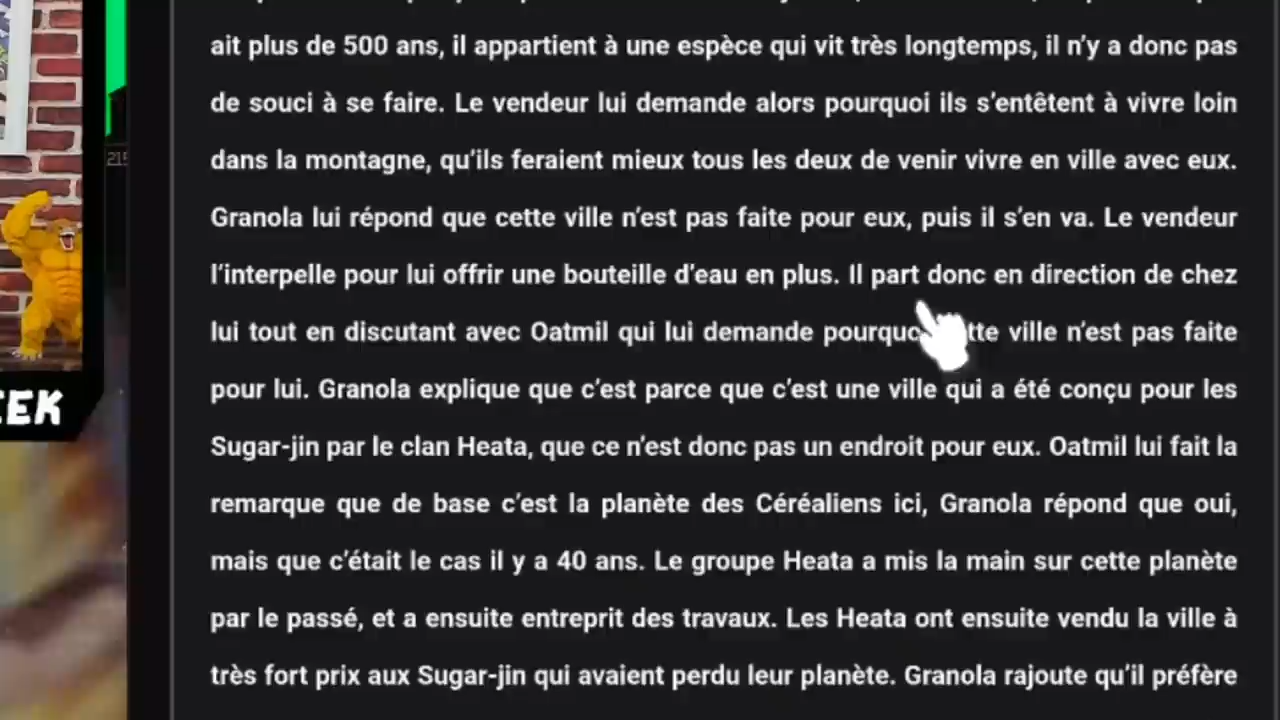 ait plus de 500 ans, il appartient à une espèce qui vit très longtemps, il n'y a donc pas
de souci à se faire. Le vendeur lui demande alors pourquoi ils s'entêtent à vivre loin
215
dans la montagne, qu'ils feraient mieux tous les deux de venir vivre en ville avec eux.
Granola lui répond que cette ville n'est pas faite pour eux, puis il s'en va. Le vendeur
l'interpelle pour lui offrir une bouteille d'eau en plus. Il part donc en direction de chez
lui tout en discutant avec Oatmil qui lui demande ville n'est pas faite
pour lui. Granola explique que c'est parce que c'est une ville qui a été conçu pour les
EEK
Sugar-jin par le clan Heata, que ce n'est donc pas un endroit pour eux. Oatmil lui fait la
remarque que de base c'est la planète des Céréaliens ici, Granola répond que oui,
mais que c'était le cas il y a 40 ans. Le groupe Heata a mis la main sur cette planète
par le passé, et a ensuite entreprit des travaux. Les Heata ont ensuite vendu la ville à
très fort prix aux Sugar-jin qui avaient perdu leur planète. Granola rajoute qu'il préfère